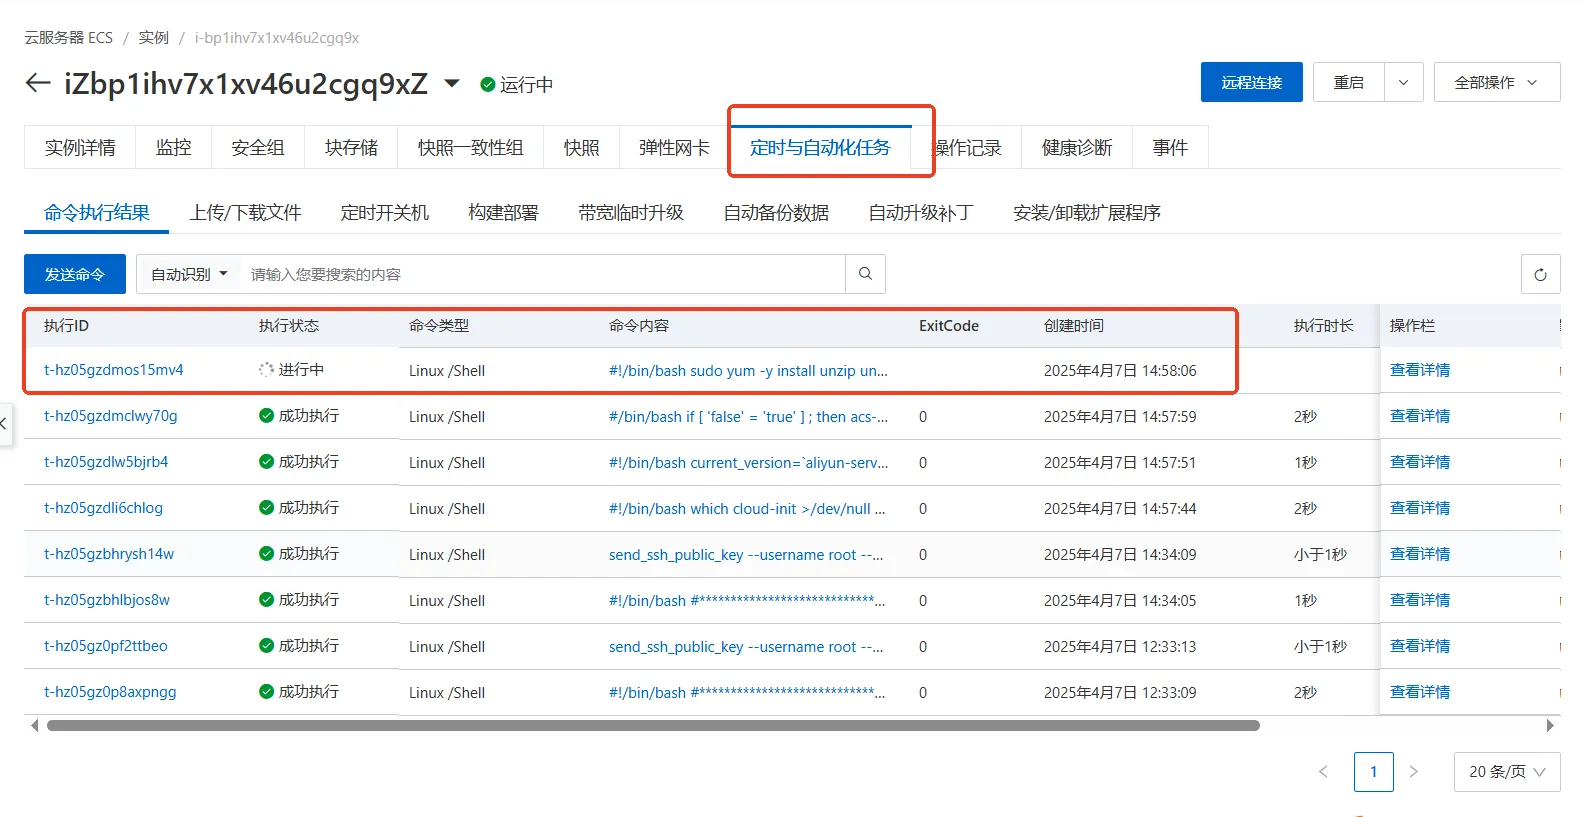 云服务器 ECS / 实例 / i-bp1ihv7x1xv46u2cgq9x
iZbp1ihv7x1xv46u2cgq9xZ 运行中 远程连接 重启 全部操作
实例详情 监控 安全组 块存储 快照一致性组 快照 弹性网卡 定时与自动化任务 操作记录 健康诊断 事件
命令执行结果 上传/下载文件 定时开关机 构建部署 带宽临时升级 自动备份数据 自动升级补丁 安装/卸载扩展程序
发送命令 自动识别 请输入您要搜索的内容
执行ID 执行状态 命令类型 命令内容 ExitCode 创建时间 执行时长 操作栏
t-hz05gzdmos15mv4 进行中 Linux /Shell #!/bin/bash sudo yum -y install unzip un... 2025年4月7日 14:58:06 查看详情
t-hz05gzdmclwy70g 成功执行 Linux /Shell #/bin/bash if [ 'false' = 'true' ] ; then acs-... 0 2025年4月7日 14:57:59 2秒 查看详情
t-hz05gzdlw5bjrb4 成功执行 Linux /Shell #!/bin/bash current_version=`aliyun-serv... 0 2025年4月7日 14:57:51 1秒 查看详情
t-hz05gzdli6chlog 成功执行 Linux /Shell #!/bin/bash which cloud-init >/dev/null ... 0 2025年4月7日 14:57:44 2秒 查看详情
t-hz05gzbhrysh14w 成功执行 Linux /Shell send_ssh_public_key --username root --... 0 2025年4月7日 14:34:09 小于1秒 查看详情
t-hz05gzbhlbjos8w 成功执行 Linux /Shell #!/bin/bash #****************************... 0 2025年4月7日 14:34:05 1秒 查看详情
t-hz05gz0pf2ttbeo 成功执行 Linux /Shell send_ssh_public_key --username root --... 0 2025年4月7日 12:33:13 小于1秒 查看详情
t-hz05gz0p8axpngg 成功执行 Linux /Shell #!/bin/bash #****************************... 0 2025年4月7日 12:33:09 2秒 查看详情
1 20 条/页